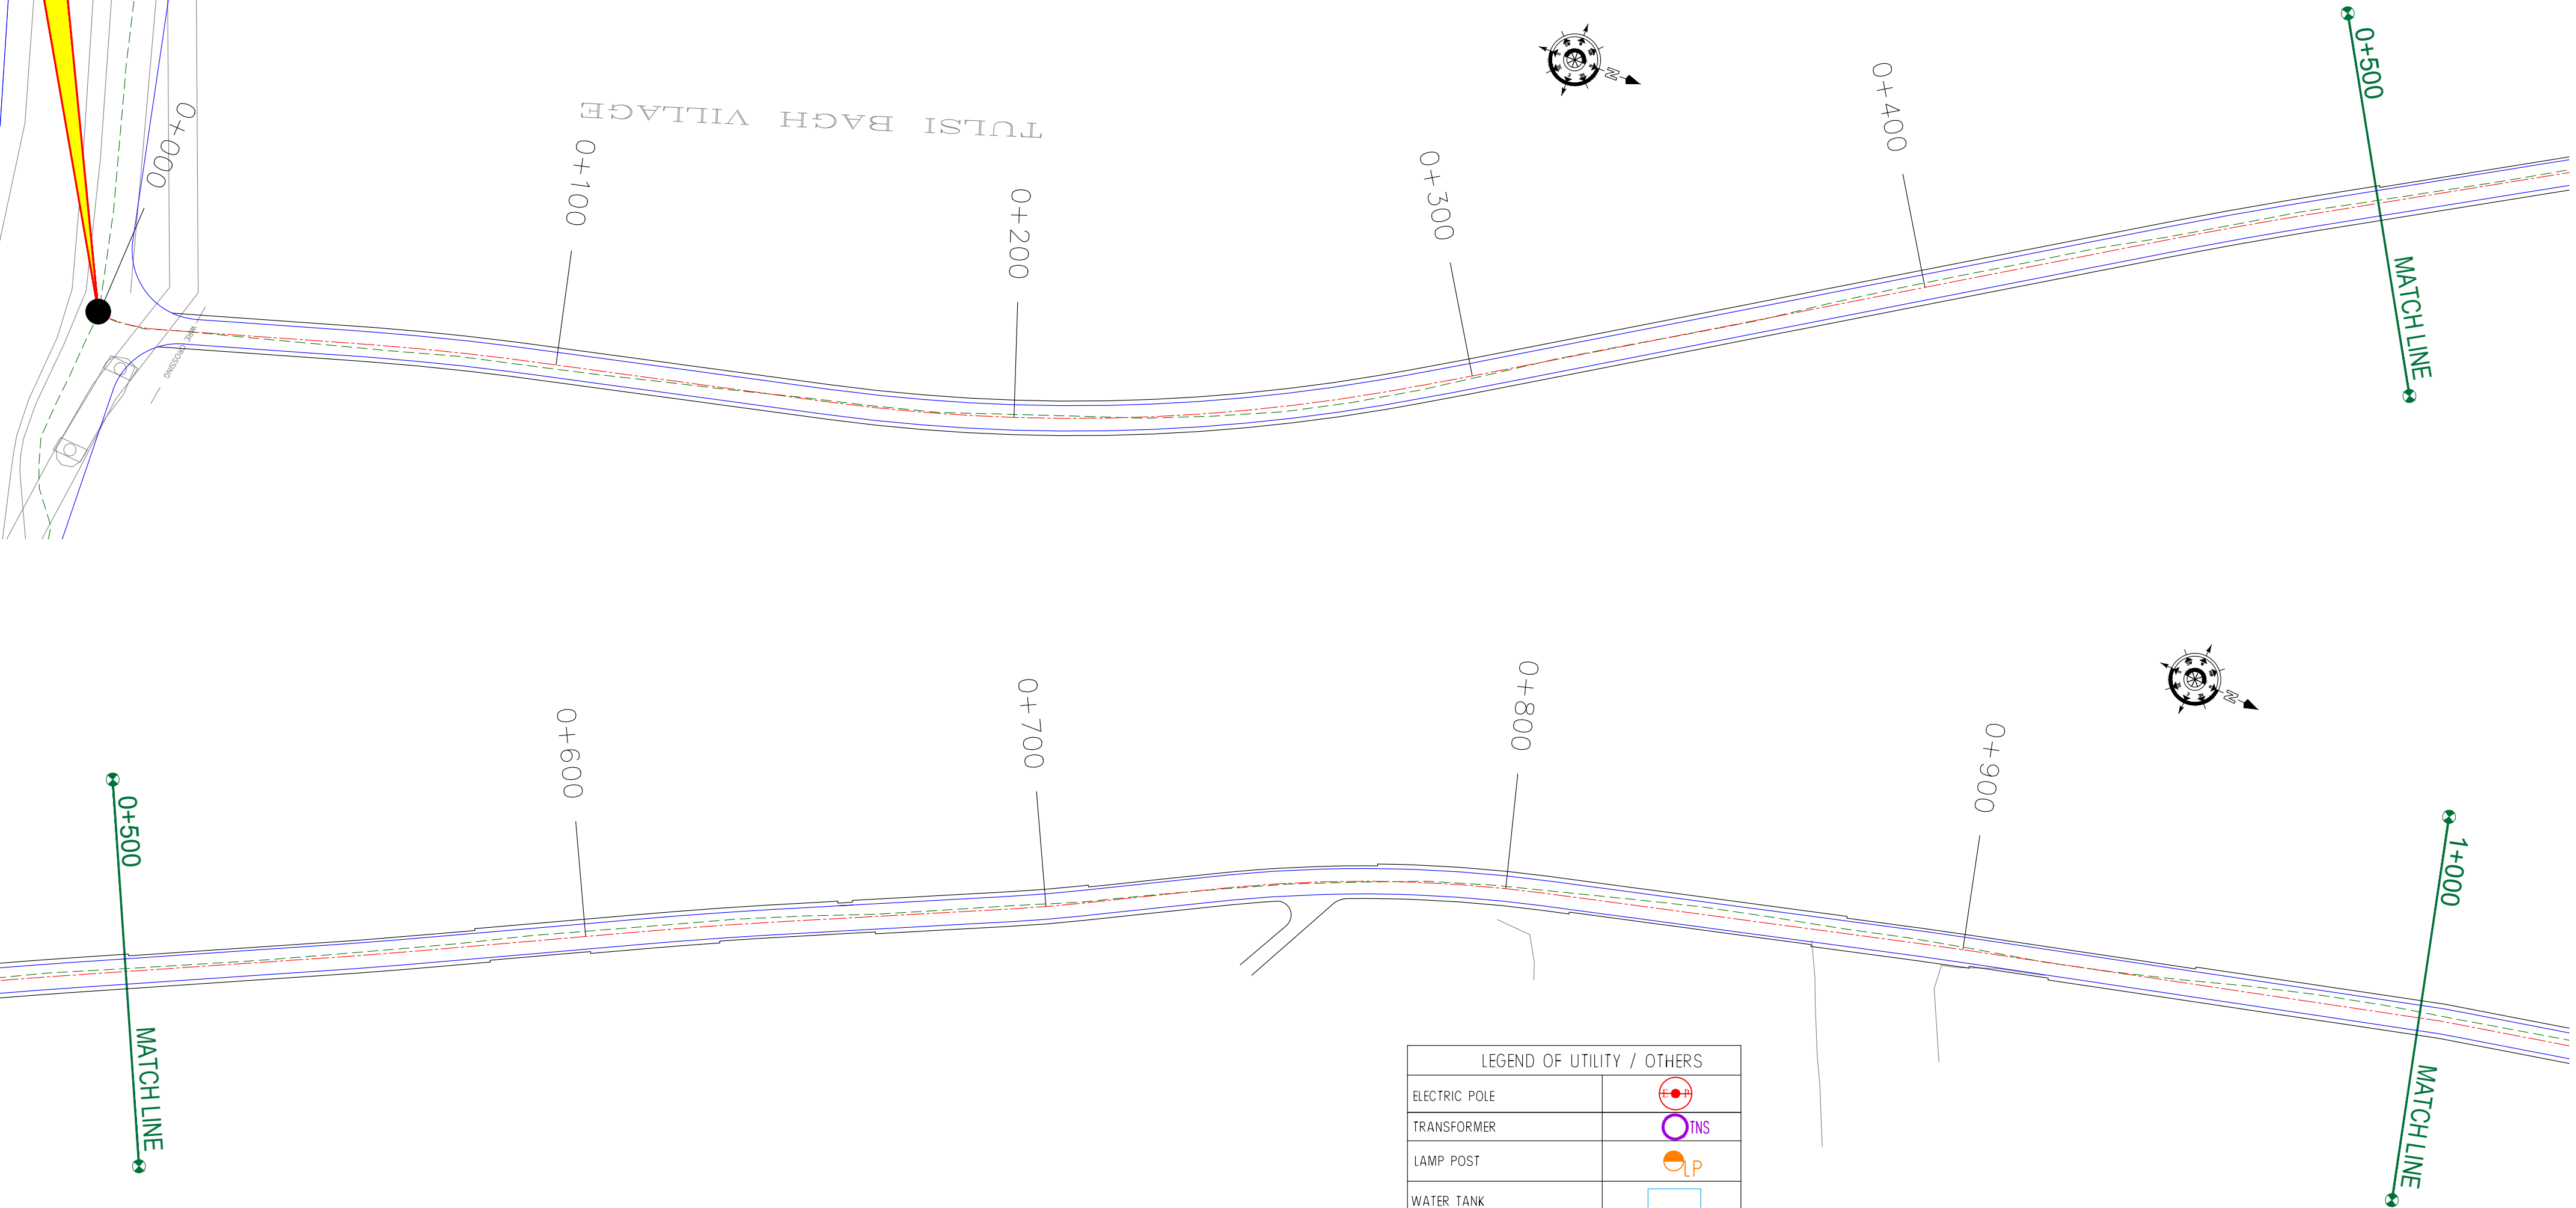 0+000
TULSI BAGH VILLAGE
0+100
0+200
0+300
0+400
0+500
MATCH LINE
N
WIRE CROSSING
0+500
MATCH LINE
0+600
0+700
0+800
0+900
1+000
MATCH LINE
N
LEGEND OF UTILITY / OTHERS
ELECTRIC POLE E P
TRANSFORMER TNS
LAMP POST LP
WATER TANK